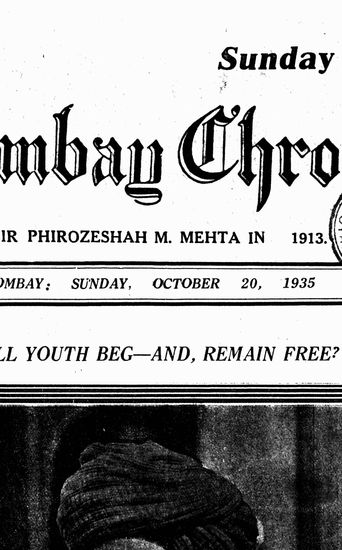 Sunday
mbay Chro
IR PHIROZESHAH M. MEHTA IN 1913.
OMBAY: SUNDAY, OCTOBER 20, 1935
LL YOUTH BEG—AND, REMAIN FREE?